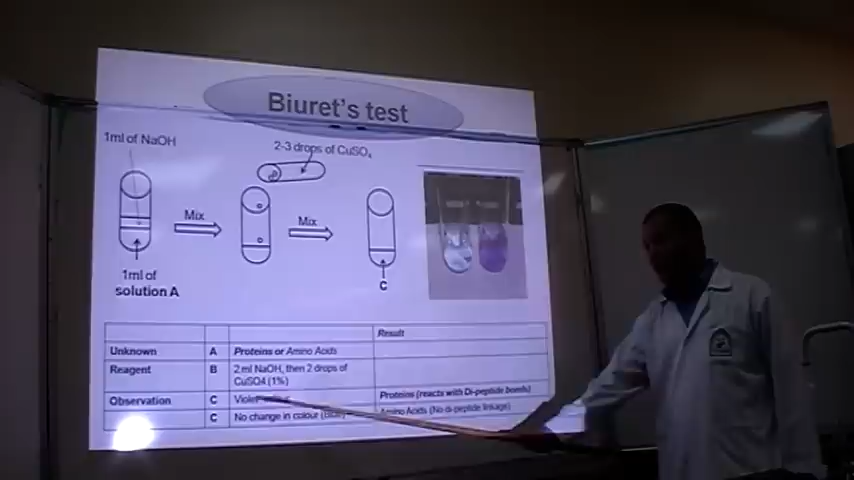 Biuret's test
1ml of NaOH
2-3 drops of CuSO₄
Mix
Mix
1ml of
solution A
C
Result
Unknown A Proteins or Amino Acids
Reagent B 2 ml NaOH, then 2 drops of
CuSO4 (1%)
Observation C Violet Proteins (reacts with Di-peptide bonds)
C No change in colour (Blue) Amino Acids (No di-peptide linkage)